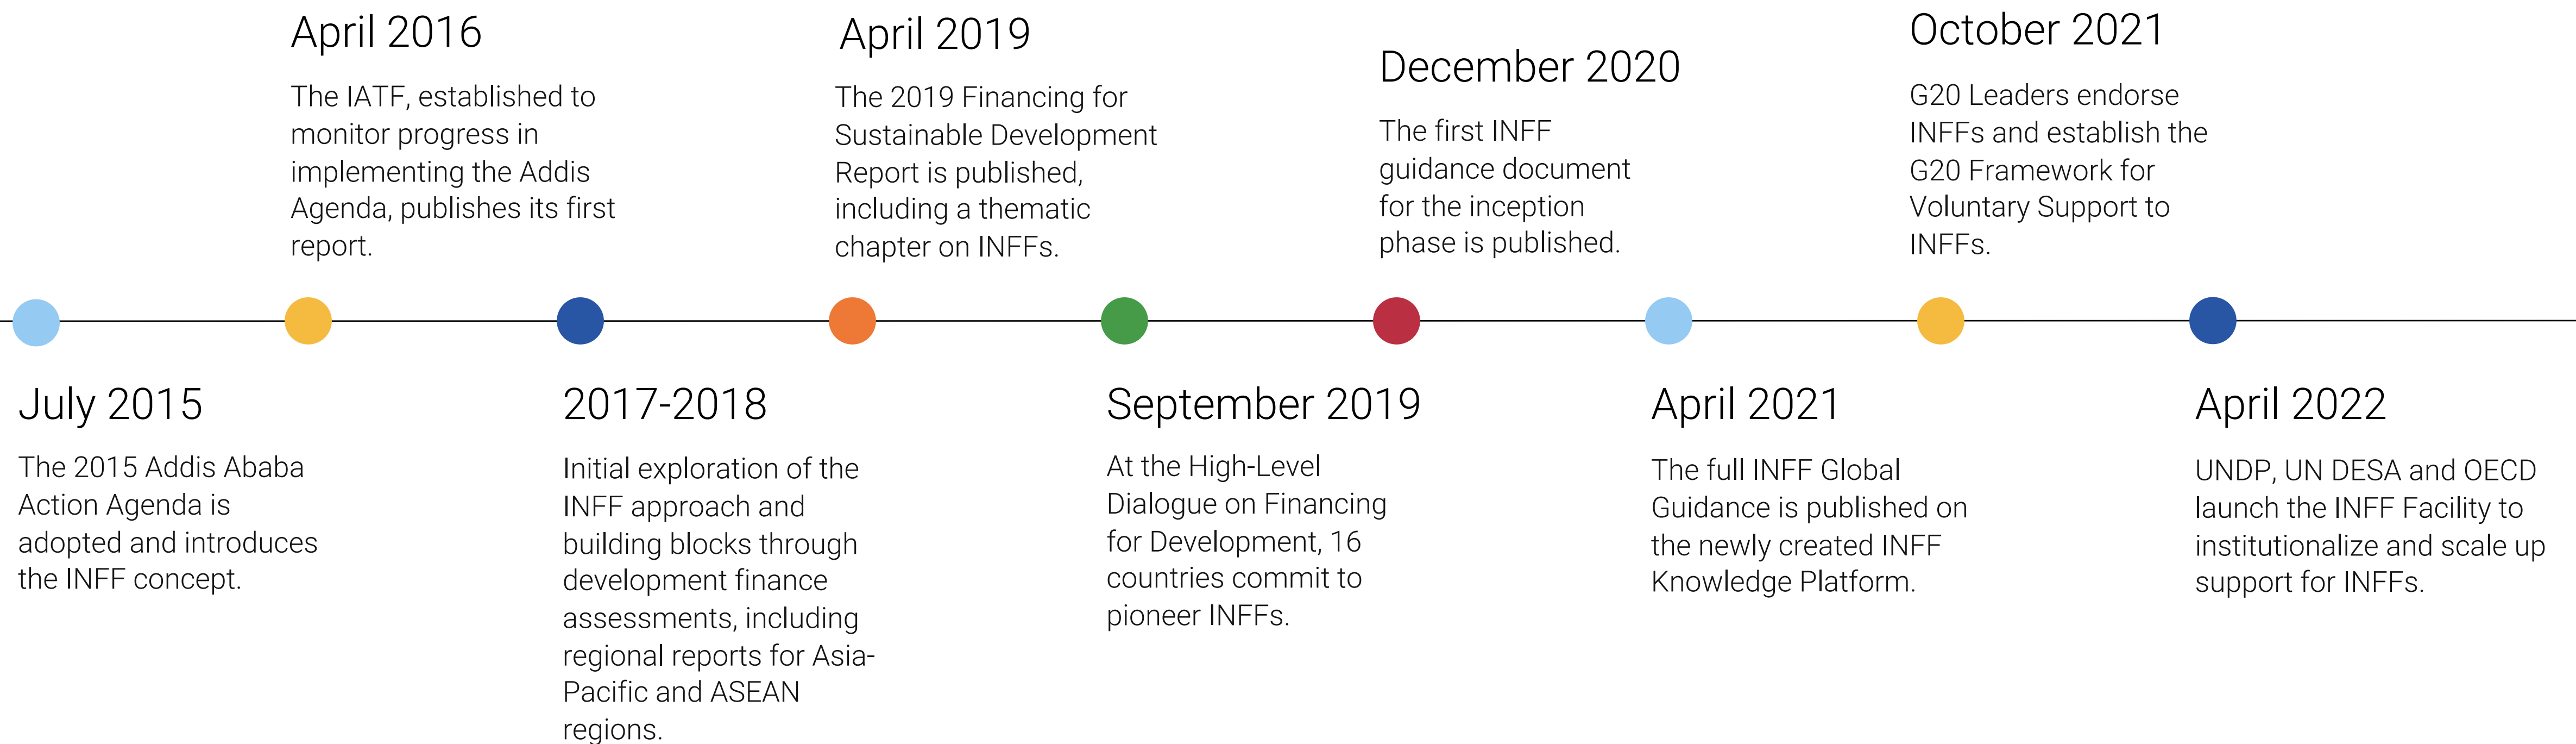 July 2015
The 2015 Addis Ababa
Action Agenda is
adopted and introduces
the INFF concept.
April 2016
The IATF, established to
monitor progress in
implementing the Addis
Agenda, publishes its first
report.
2017-2018
Initial exploration of the
INFF approach and
building blocks through
development finance
assessments, including
regional reports for Asia-
Pacific and ASEAN
regions.
April 2019
The 2019 Financing for
Sustainable Development
Report is published,
including a thematic
chapter on INFFs.
September 2019
At the High-Level
Dialogue on Financing
for Development, 16
countries commit to
pioneer INFFs.
December 2020
The first INFF
guidance document
for the inception
phase is published.
April 2021
The full INFF Global
Guidance is published on
the newly created INFF
Knowledge Platform.
October 2021
G20 Leaders endorse
INFFs and establish the
G20 Framework for
Voluntary Support to
INFFs.
April 2022
UNDP, UN DESA and OECD
launch the INFF Facility to
institutionalize and scale up
support for INFFs.